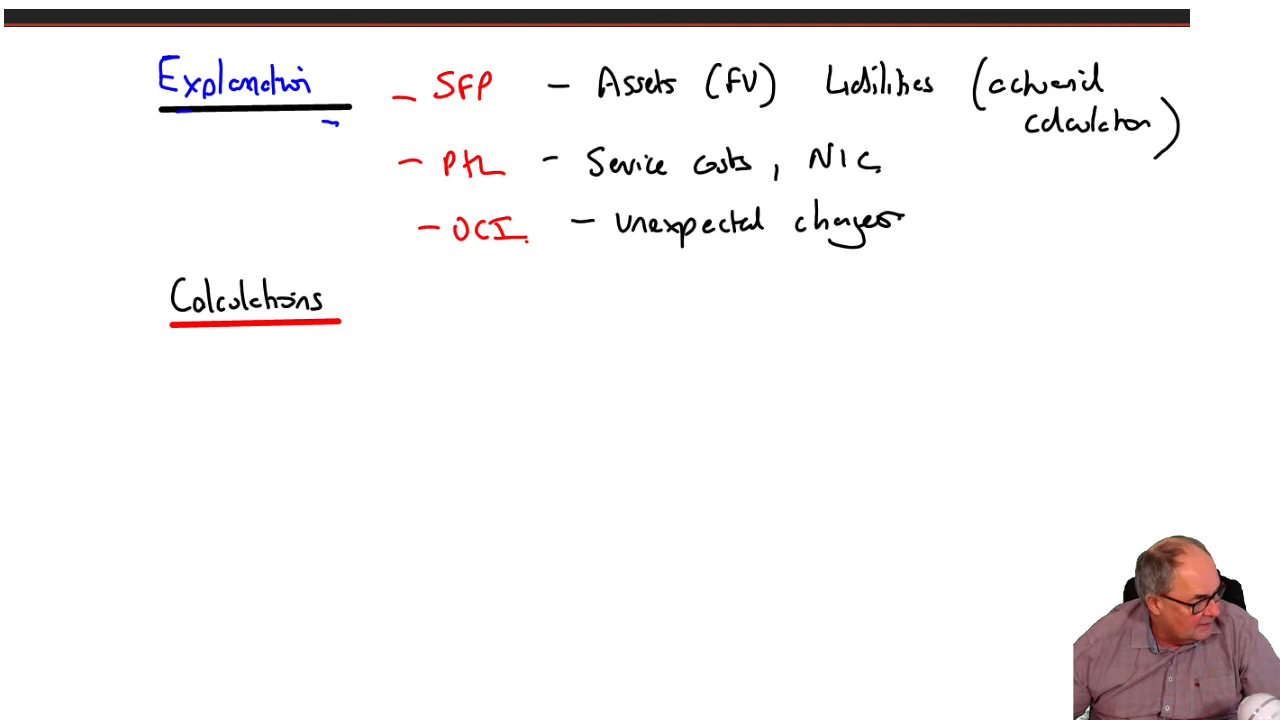 Explanation - SFP - Assets (FV) Liabilities (actuarial
calculation)
- P+L - Service costs, NIC
- OCI - unexpected changes
Calculations